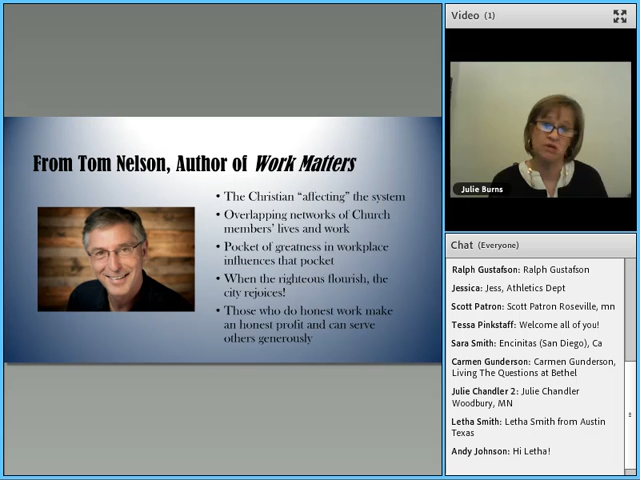 From Tom Nelson, Author of Work Matters
• The Christian “affecting” the system
• Overlapping networks of Church
members’ lives and work
• Pocket of greatness in workplace
influences that pocket
• When the righteous flourish, the
city rejoices!
• Those who do honest work make
an honest profit and can serve
others generously
Video (1)
Julie Burns
Chat (Everyone)
Ralph Gustafson: Ralph Gustafson
Jessica: Jess, Athletics Dept
Scott Patron: Scott Patron Roseville, mn
Tessa Pinkstaff: Welcome all of you!
Sara Smith: Encinitas (San Diego), Ca
Carmen Gunderson: Carmen Gunderson,
Living The Questions at Bethel
Julie Chandler 2: Julie Chandler
Woodbury, MN
Letha Smith: Letha Smith from Austin
Texas
Andy Johnson: Hi Letha!